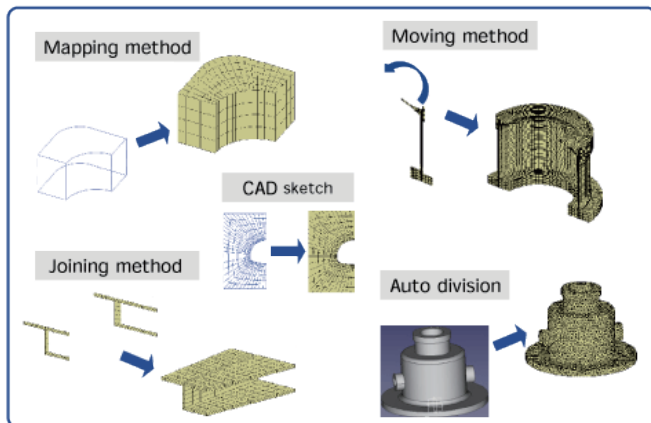 Mapping method
Moving method
CAD sketch
Joining method
Auto division